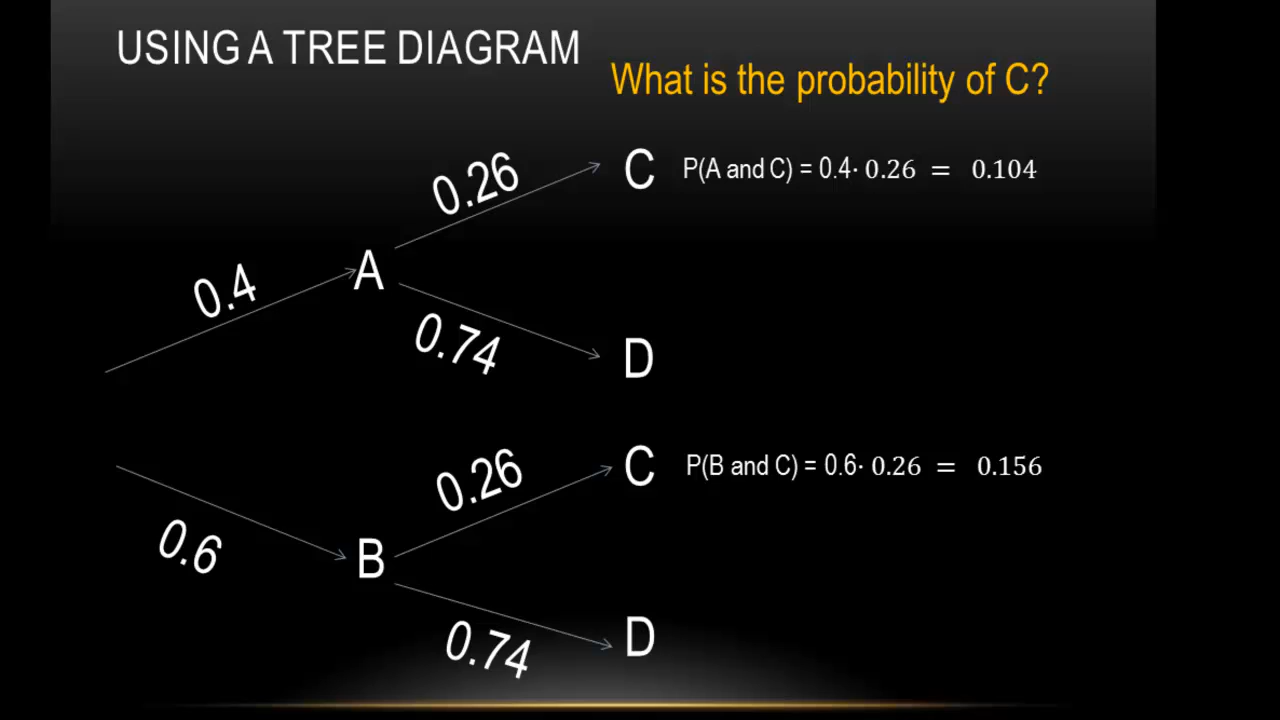 USING A TREE DIAGRAM
What is the probability of C?
0.26
C P(A and C) = 0.4· 0.26 = 0.104
A
0.4
0.74
D
0.26
C P(B and C) = 0.6· 0.26 = 0.156
0.6
B
0.74
D